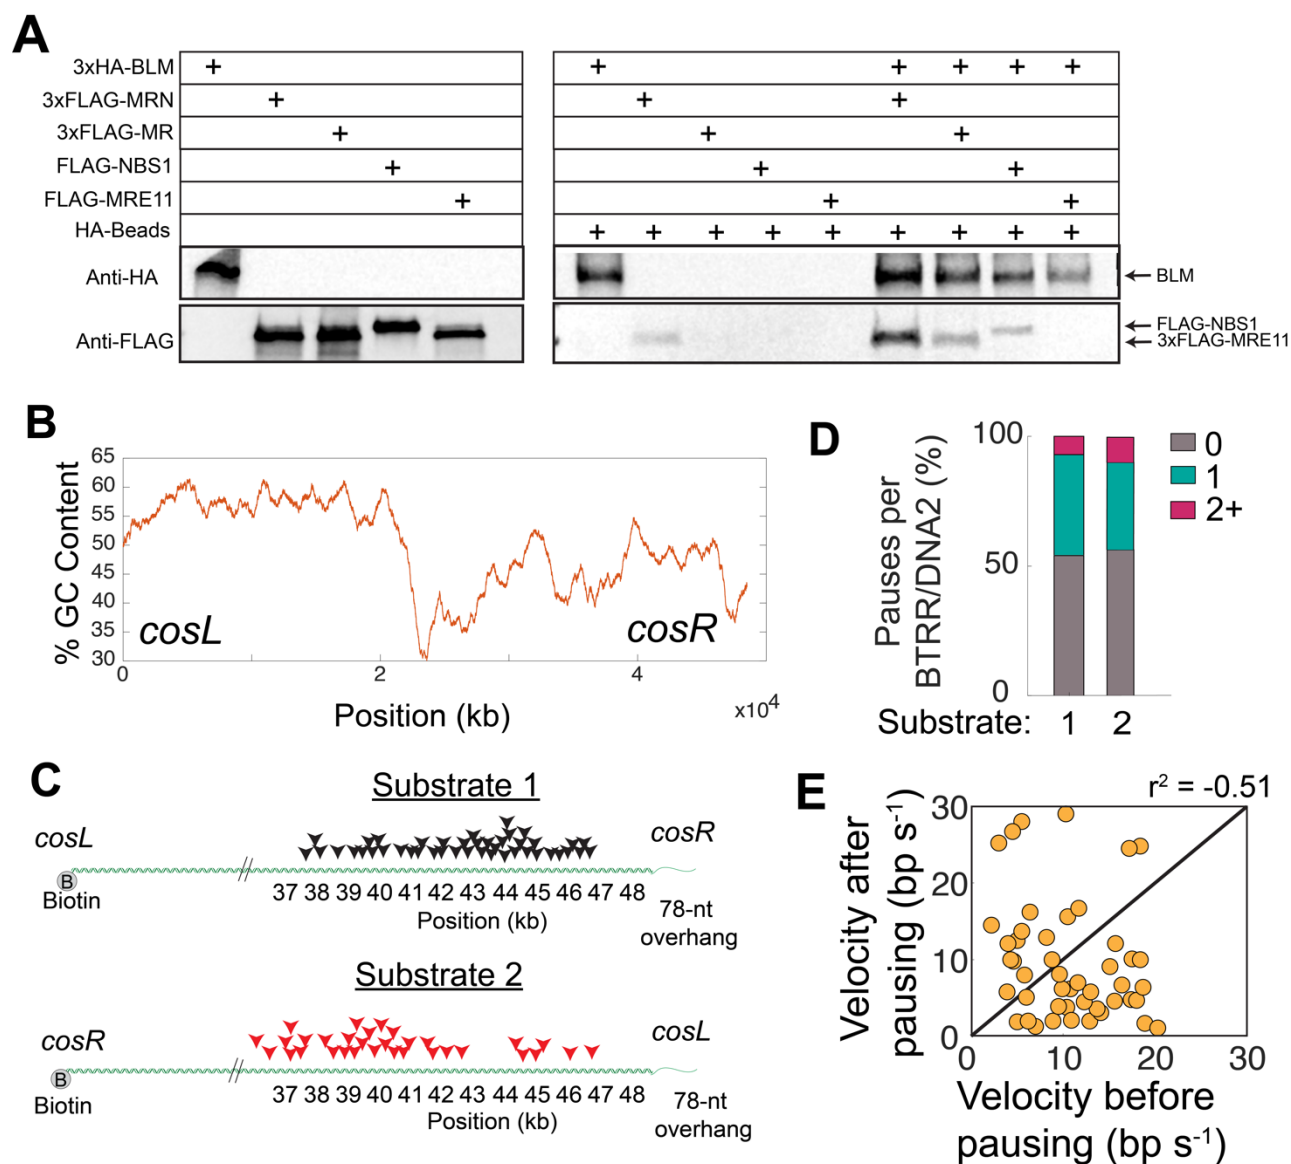 A
3xHA-BLM + + + + + +
3xFLAG-MRN + + +
3xFLAG-MR + + +
FLAG-NBS1 + + +
FLAG-MRE11 + + +
HA-Beads + + + + + + + + +
Anti-HA
BLM
Anti-FLAG
FLAG-NBS1
3xFLAG-MRE11
B
% GC Content
65
60
55
50
45
40
35
30
cosL
cosR
0 2 4
x10⁴
Position (kb)
C
Substrate 1
cosL
cosR
B
Biotin
37 38 39 40 41 42 43 44 45 46 47 48
Position (kb)
78-nt
overhang
Substrate 2
cosR
cosL
B
Biotin
37 38 39 40 41 42 43 44 45 46 47 48
Position (kb)
78-nt
overhang
D
Pauses per
BTRR/DNA2 (%)
100
50
0
0
1
2+
Substrate: 1 2
E
r² = -0.51
Velocity after
pausing (bp s⁻¹)
30
20
10
0
0 10 20 30
Velocity before
pausing (bp s⁻¹)